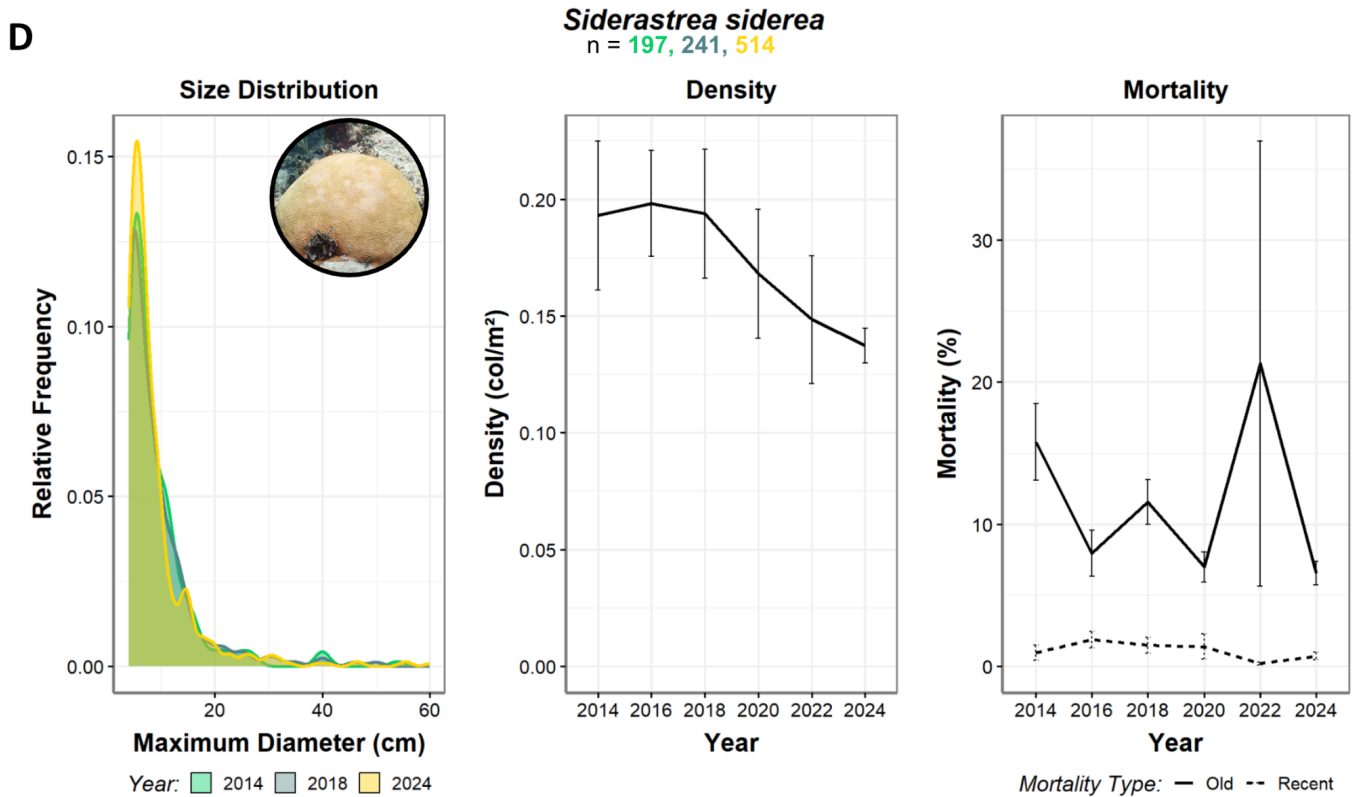 D
Siderastrea siderea
n = 197, 241, 514
Size Distribution
Relative Frequency
0.15
0.10
0.05
0.00
20 40 60
Maximum Diameter (cm)
Year: 2014 2018 2024
Density
Density (col/m²)
0.20
0.15
0.10
0.05
0.00
2014 2016 2018 2020 2022 2024
Year
Mortality
Mortality (%)
30
20
10
0
2014 2016 2018 2020 2022 2024
Year
Mortality Type: Old Recent